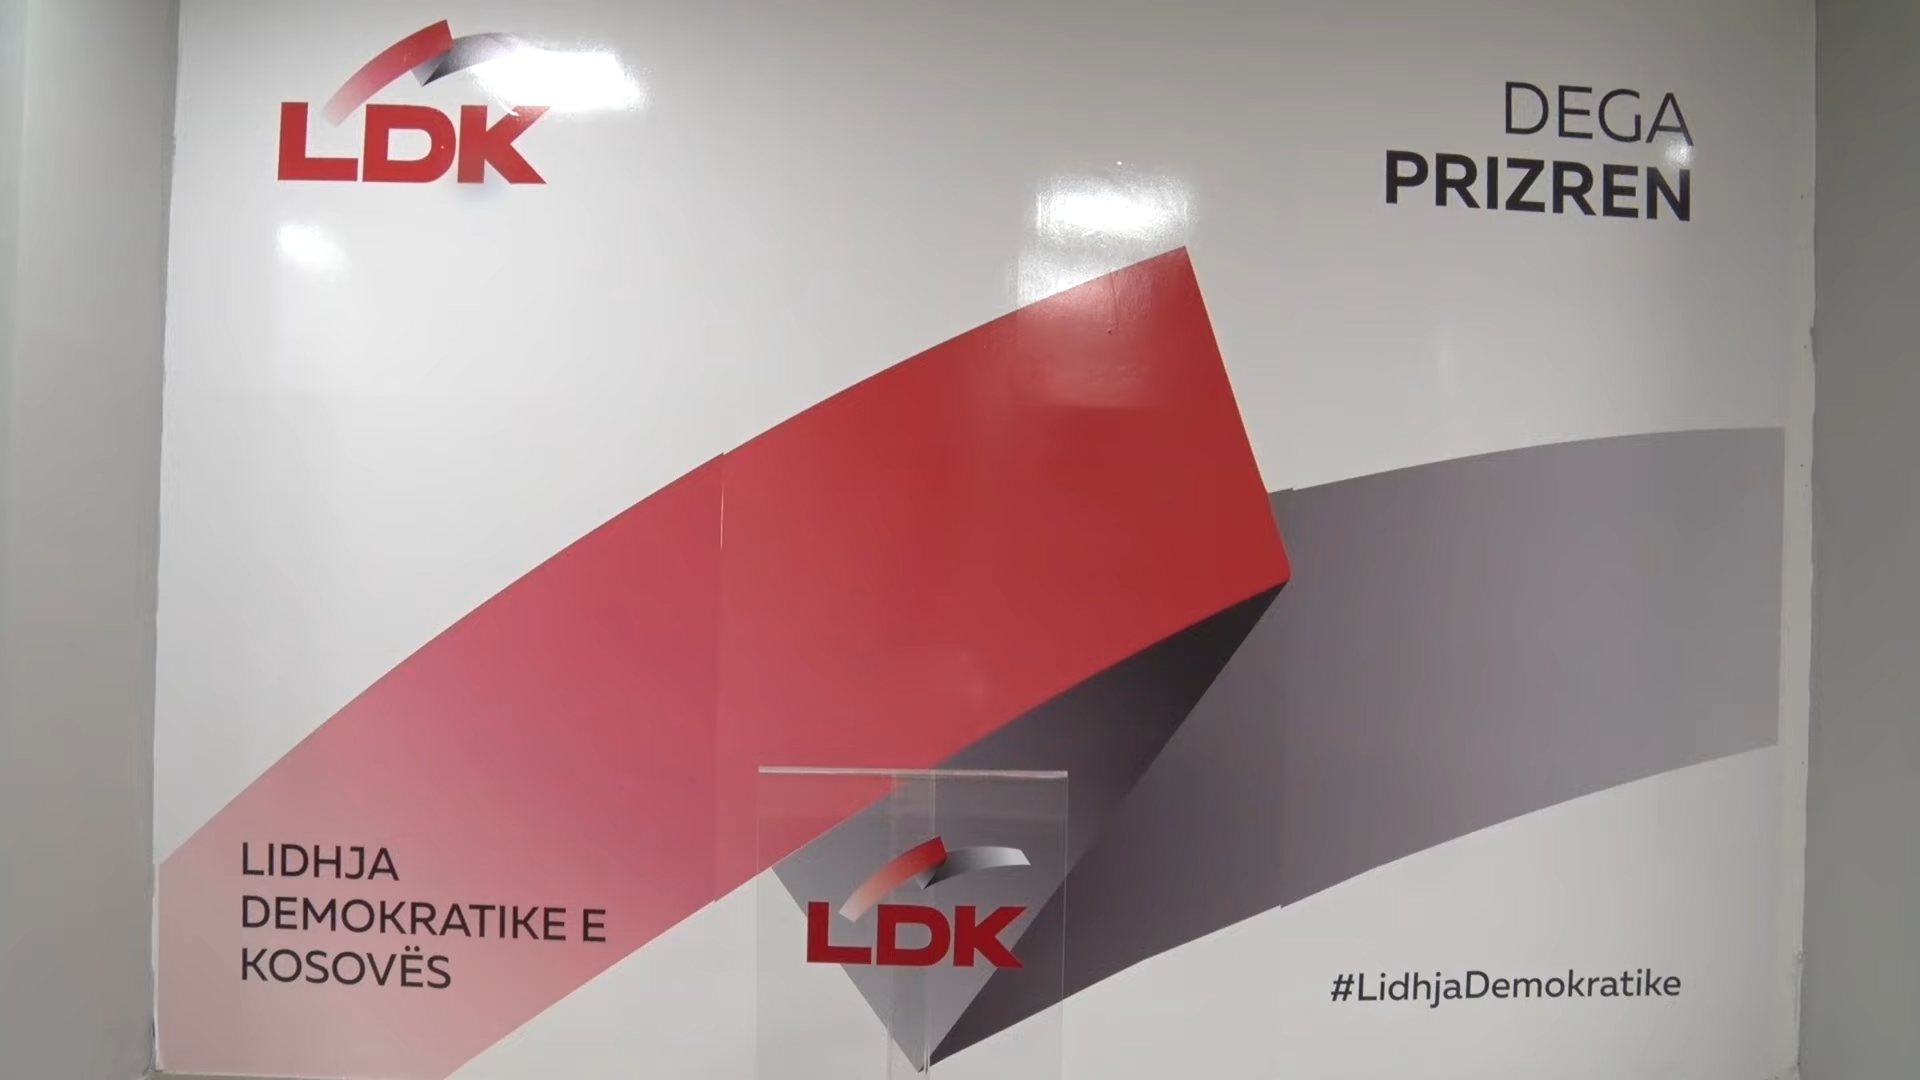 LDK
DEGA
PRIZREN
LIDHJA
DEMOKRATIKE E
KOSOVËS
LDK
#LidhjaDemokratike